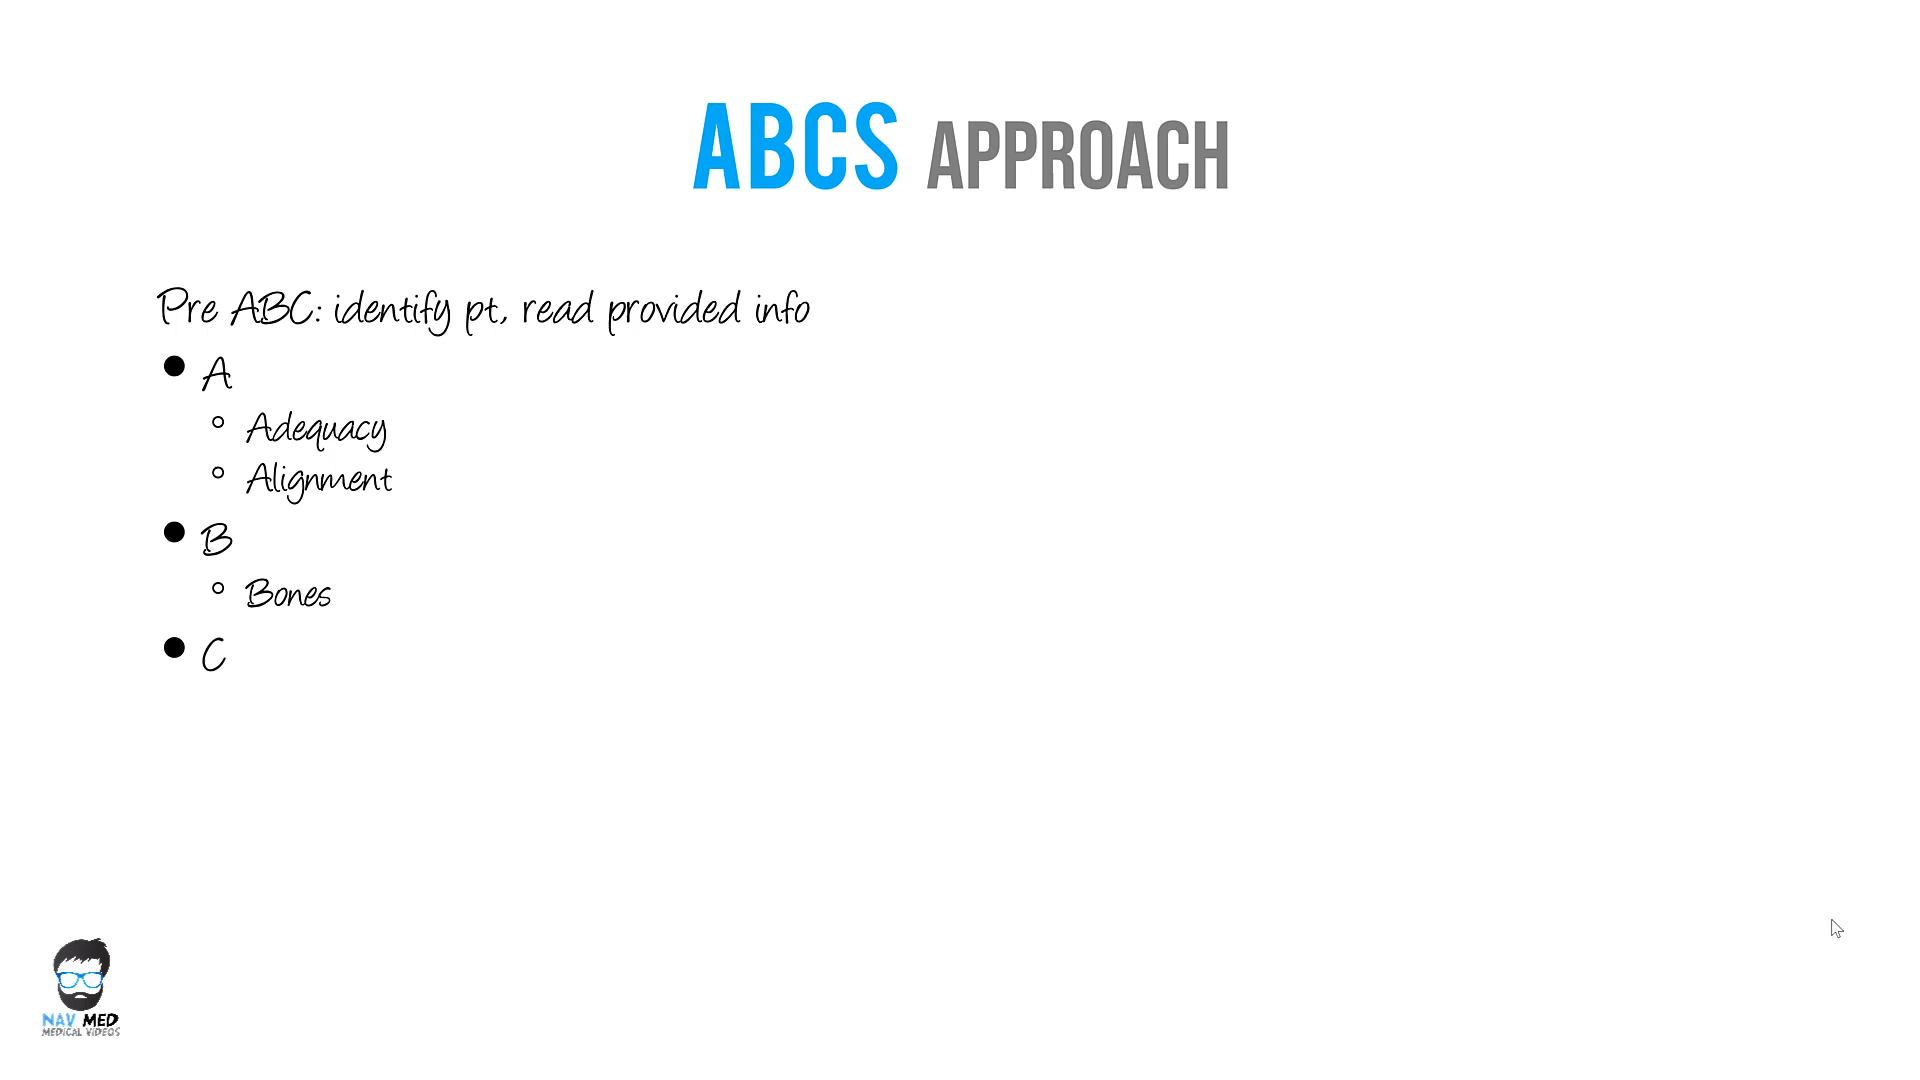 ABCS APPROACH
Pre ABC: identify pt, read provided info
● A
○ Adequacy
○ Alignment
● B
○ Bones
● C
NAV MED
MEDICAL VIDEOS